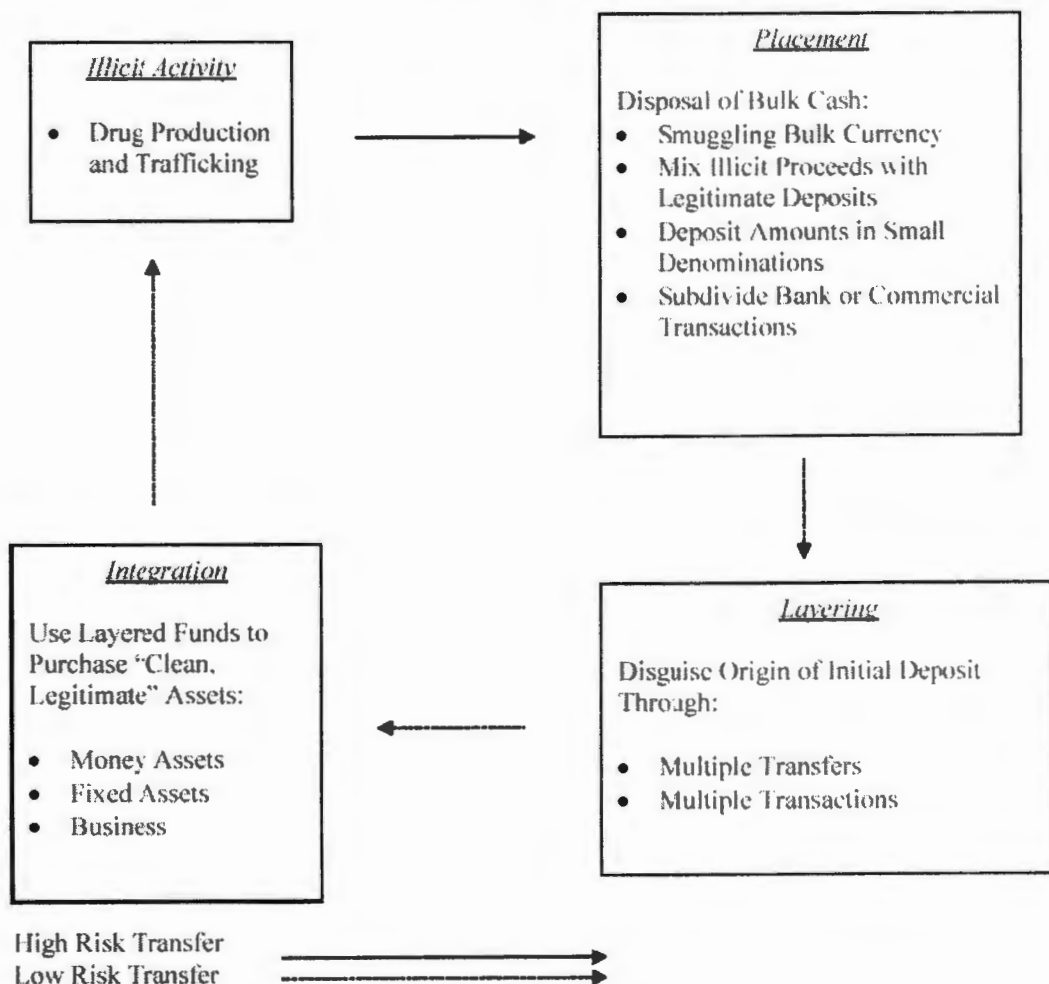 Illicit Activity
• Drug Production
and Trafficking
Placement
Disposal of Bulk Cash:
• Smuggling Bulk Currency
• Mix Illicit Proceeds with
Legitimate Deposits
• Deposit Amounts in Small
Denominations
• Subdivide Bank or Commercial
Transactions
Layering
Disguise Origin of Initial Deposit
Through:
• Multiple Transfers
• Multiple Transactions
Integration
Use Layered Funds to
Purchase “Clean,
Legitimate” Assets:
• Money Assets
• Fixed Assets
• Business
High Risk Transfer
Low Risk Transfer